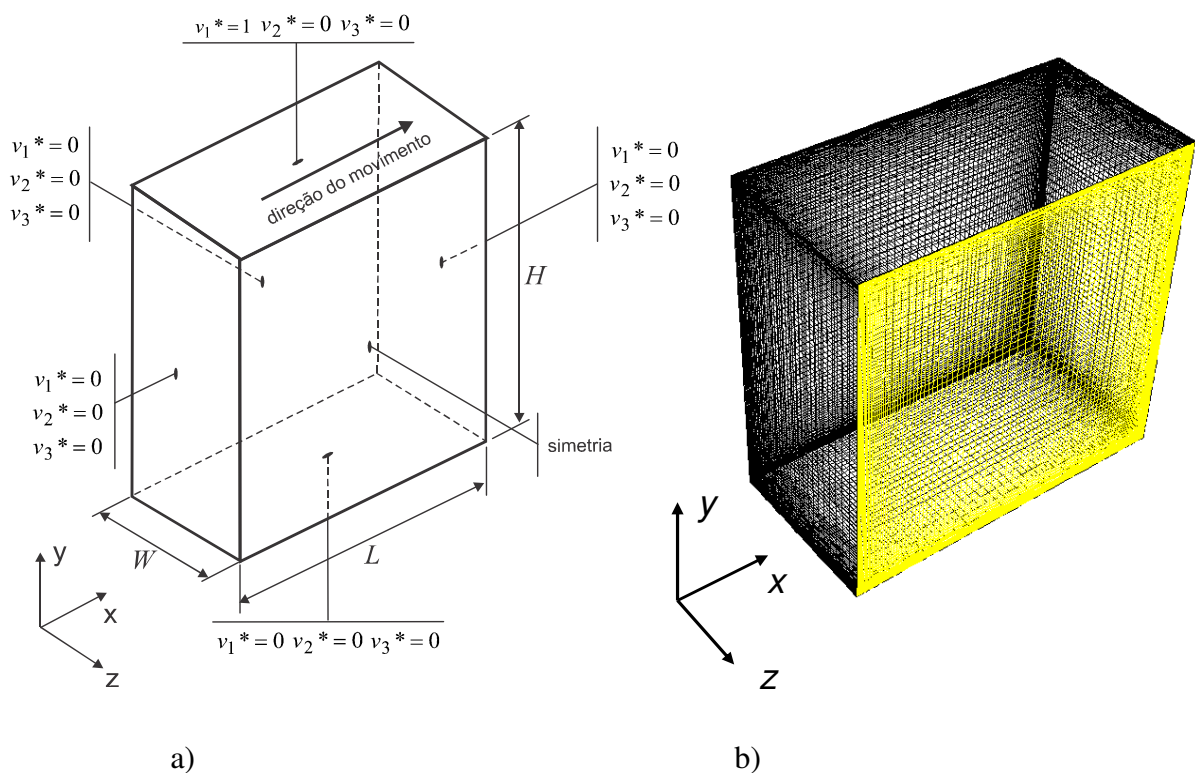 v₁*=1 v₂*=0 v₃*=0
v₁*=0
v₂*=0
v₃*=0
direção do movimento
v₁*=0
v₂*=0
v₃*=0
H
v₁*=0
v₂*=0
v₃*=0
simetria
W
L
y
x
z
v₁*=0 v₂*=0 v₃*=0
y
x
z
a)
b)